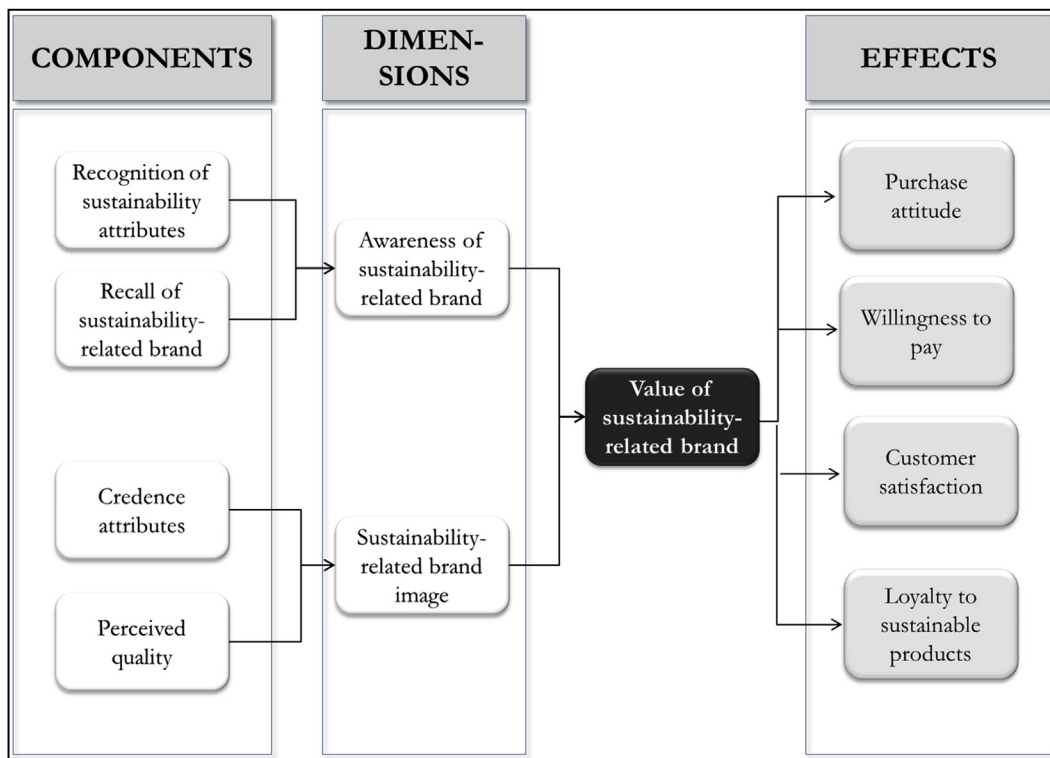 COMPONENTS
DIMEN-
SIONS
EFFECTS
Recognition of
sustainability
attributes
Recall of
sustainability-
related brand
Credence
attributes
Perceived
quality
Awareness of
sustainability-
related brand
Sustainability-
related brand
image
Value of
sustainability-
related brand
Purchase
attitude
Willingness to
pay
Customer
satisfaction
Loyalty to
sustainable
products